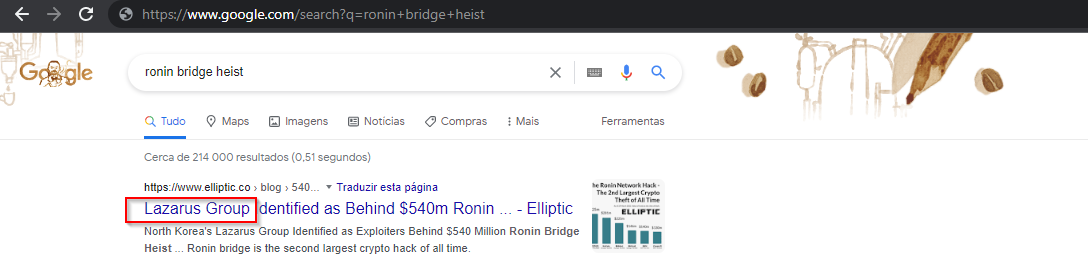 https://www.google.com/search?q=ronin+bridge+heist
Google
ronin bridge heist
Tudo Maps Imagens Notícias Compras Mais Ferramentas
Cerca de 214 000 resultados (0,51 segundos)
https://www.elliptic.co › blog › 540... Traduzir esta página
Lazarus Group Identified as Behind $540m Ronin ... - Elliptic
North Korea's Lazarus Group Identified as Exploiters Behind $540 Million Ronin Bridge
Heist ... Ronin bridge is the second largest crypto hack of all time.
he Ronin Network Hack -
The 2nd Largest Crypto
Theft of All Time
ELLIPTIC